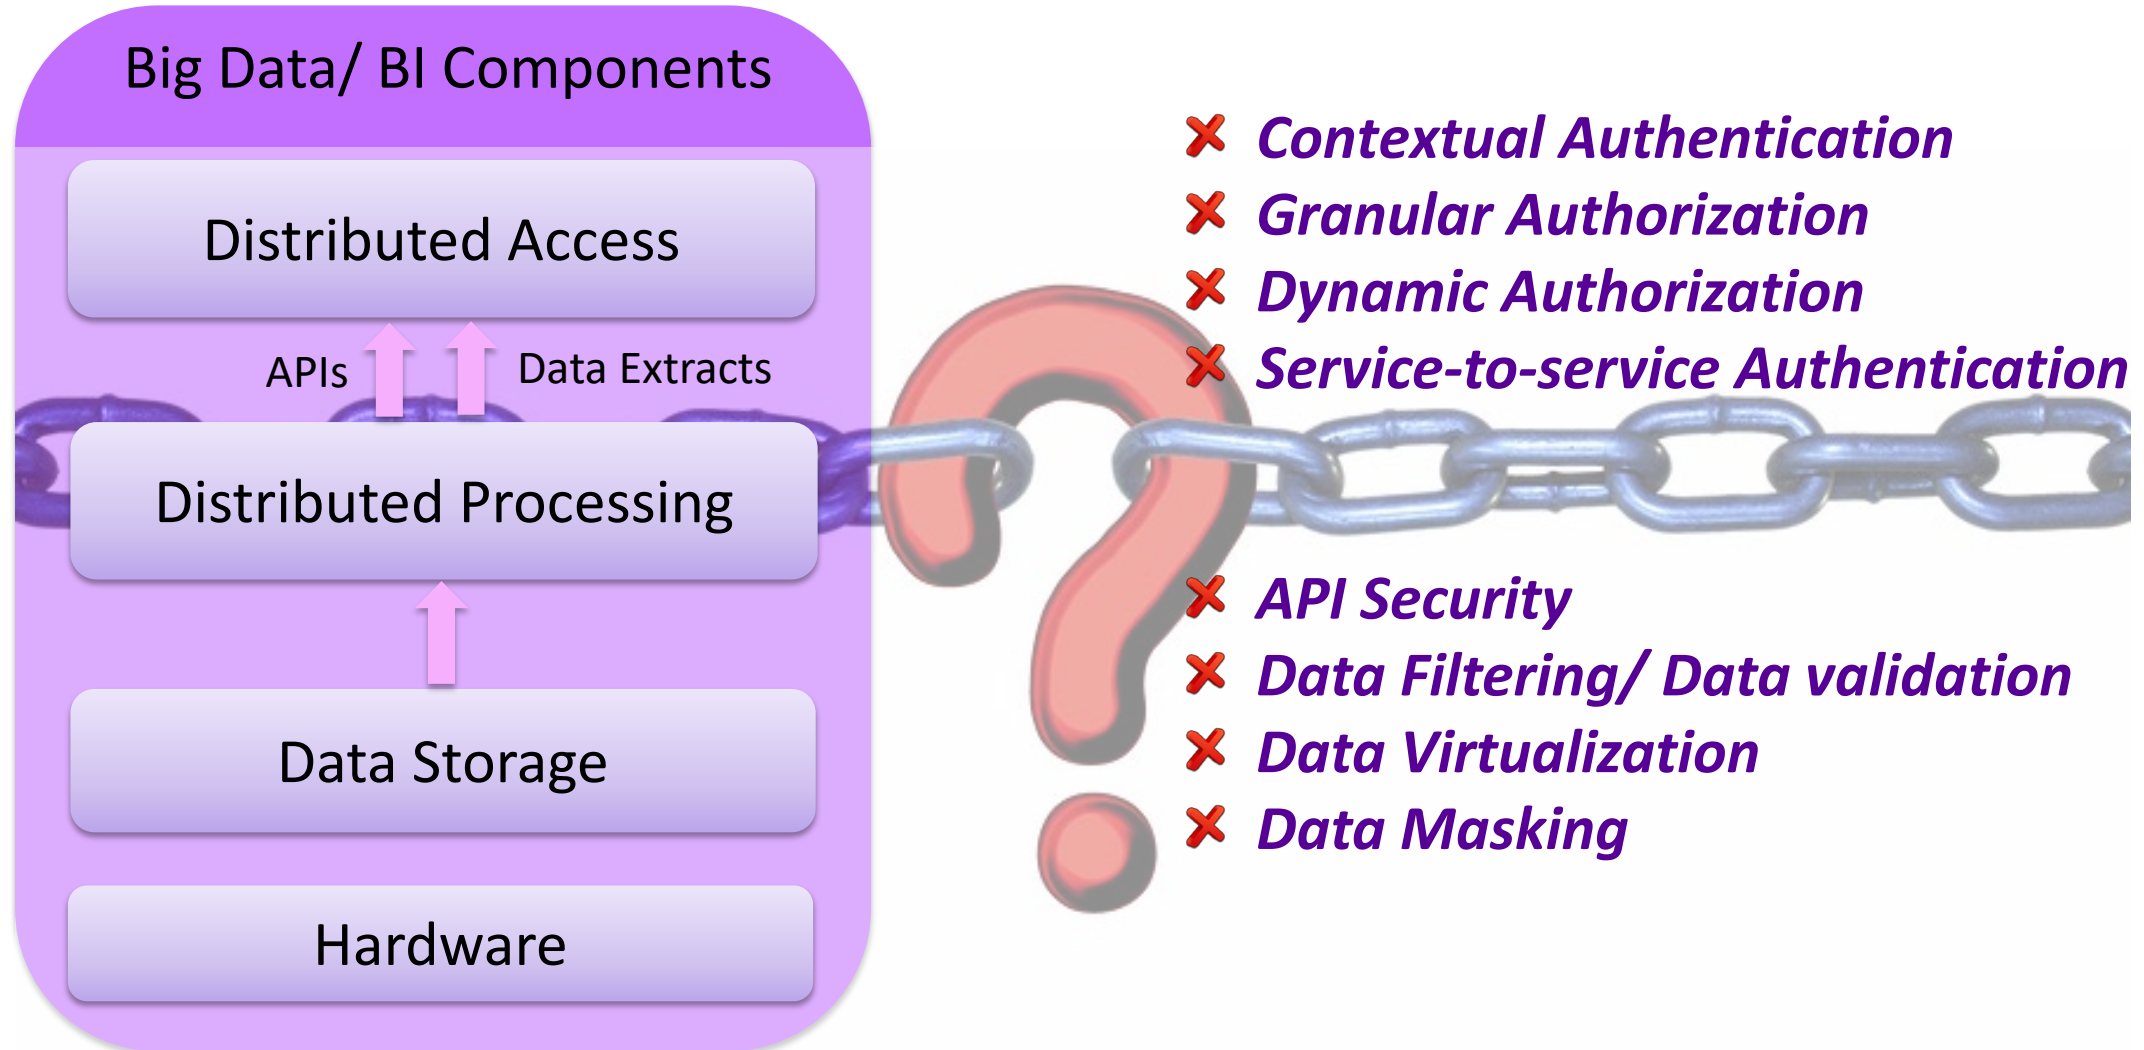 Big Data/ BI Components
Distributed Access
APIs
Data Extracts
Distributed Processing
Data Storage
Hardware
Contextual Authentication
Granular Authorization
Dynamic Authorization
Service-to-service Authentication
API Security
Data Filtering/ Data validation
Data Virtualization
Data Masking